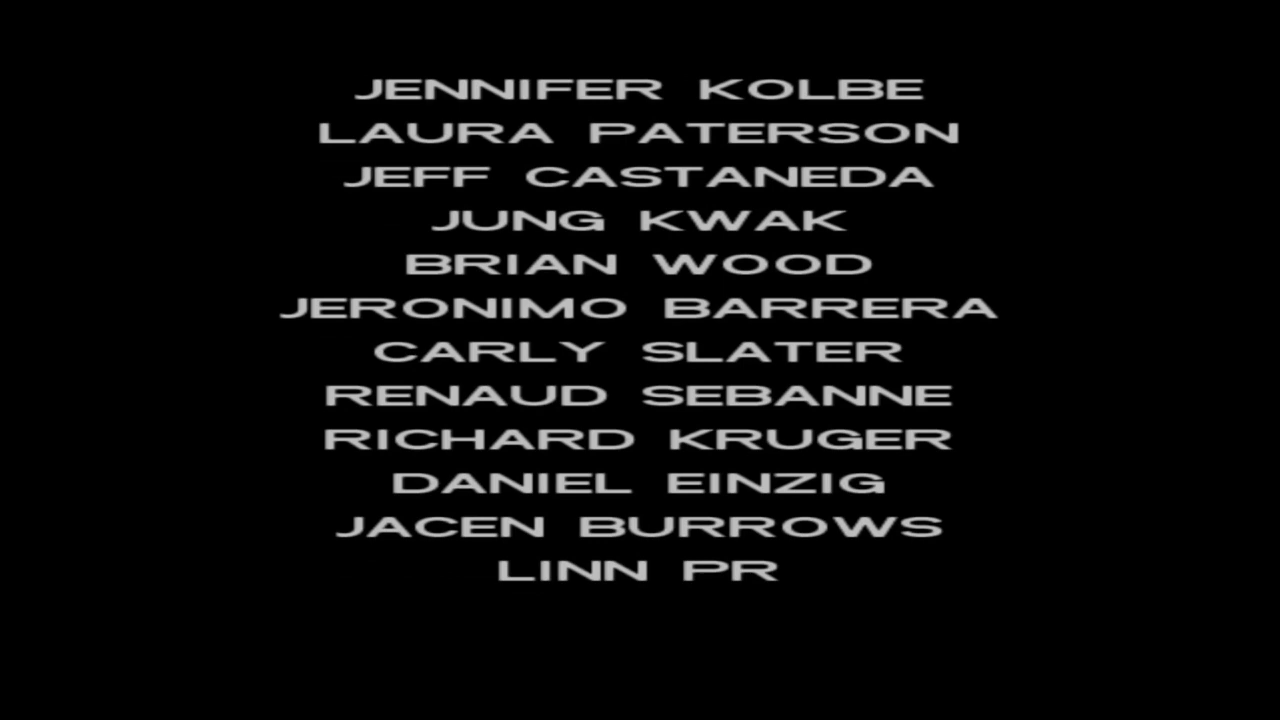 JENNIFER KOLBE
LAURA PATERSON
JEFF CASTANEDA
JUNG KWAK
BRIAN WOOD
JERONIMO BARRERA
CARLY SLATER
RENAUD SEBANNE
RICHARD KRUGER
DANIEL EINZIG
JACEN BURROWS
LINN PR